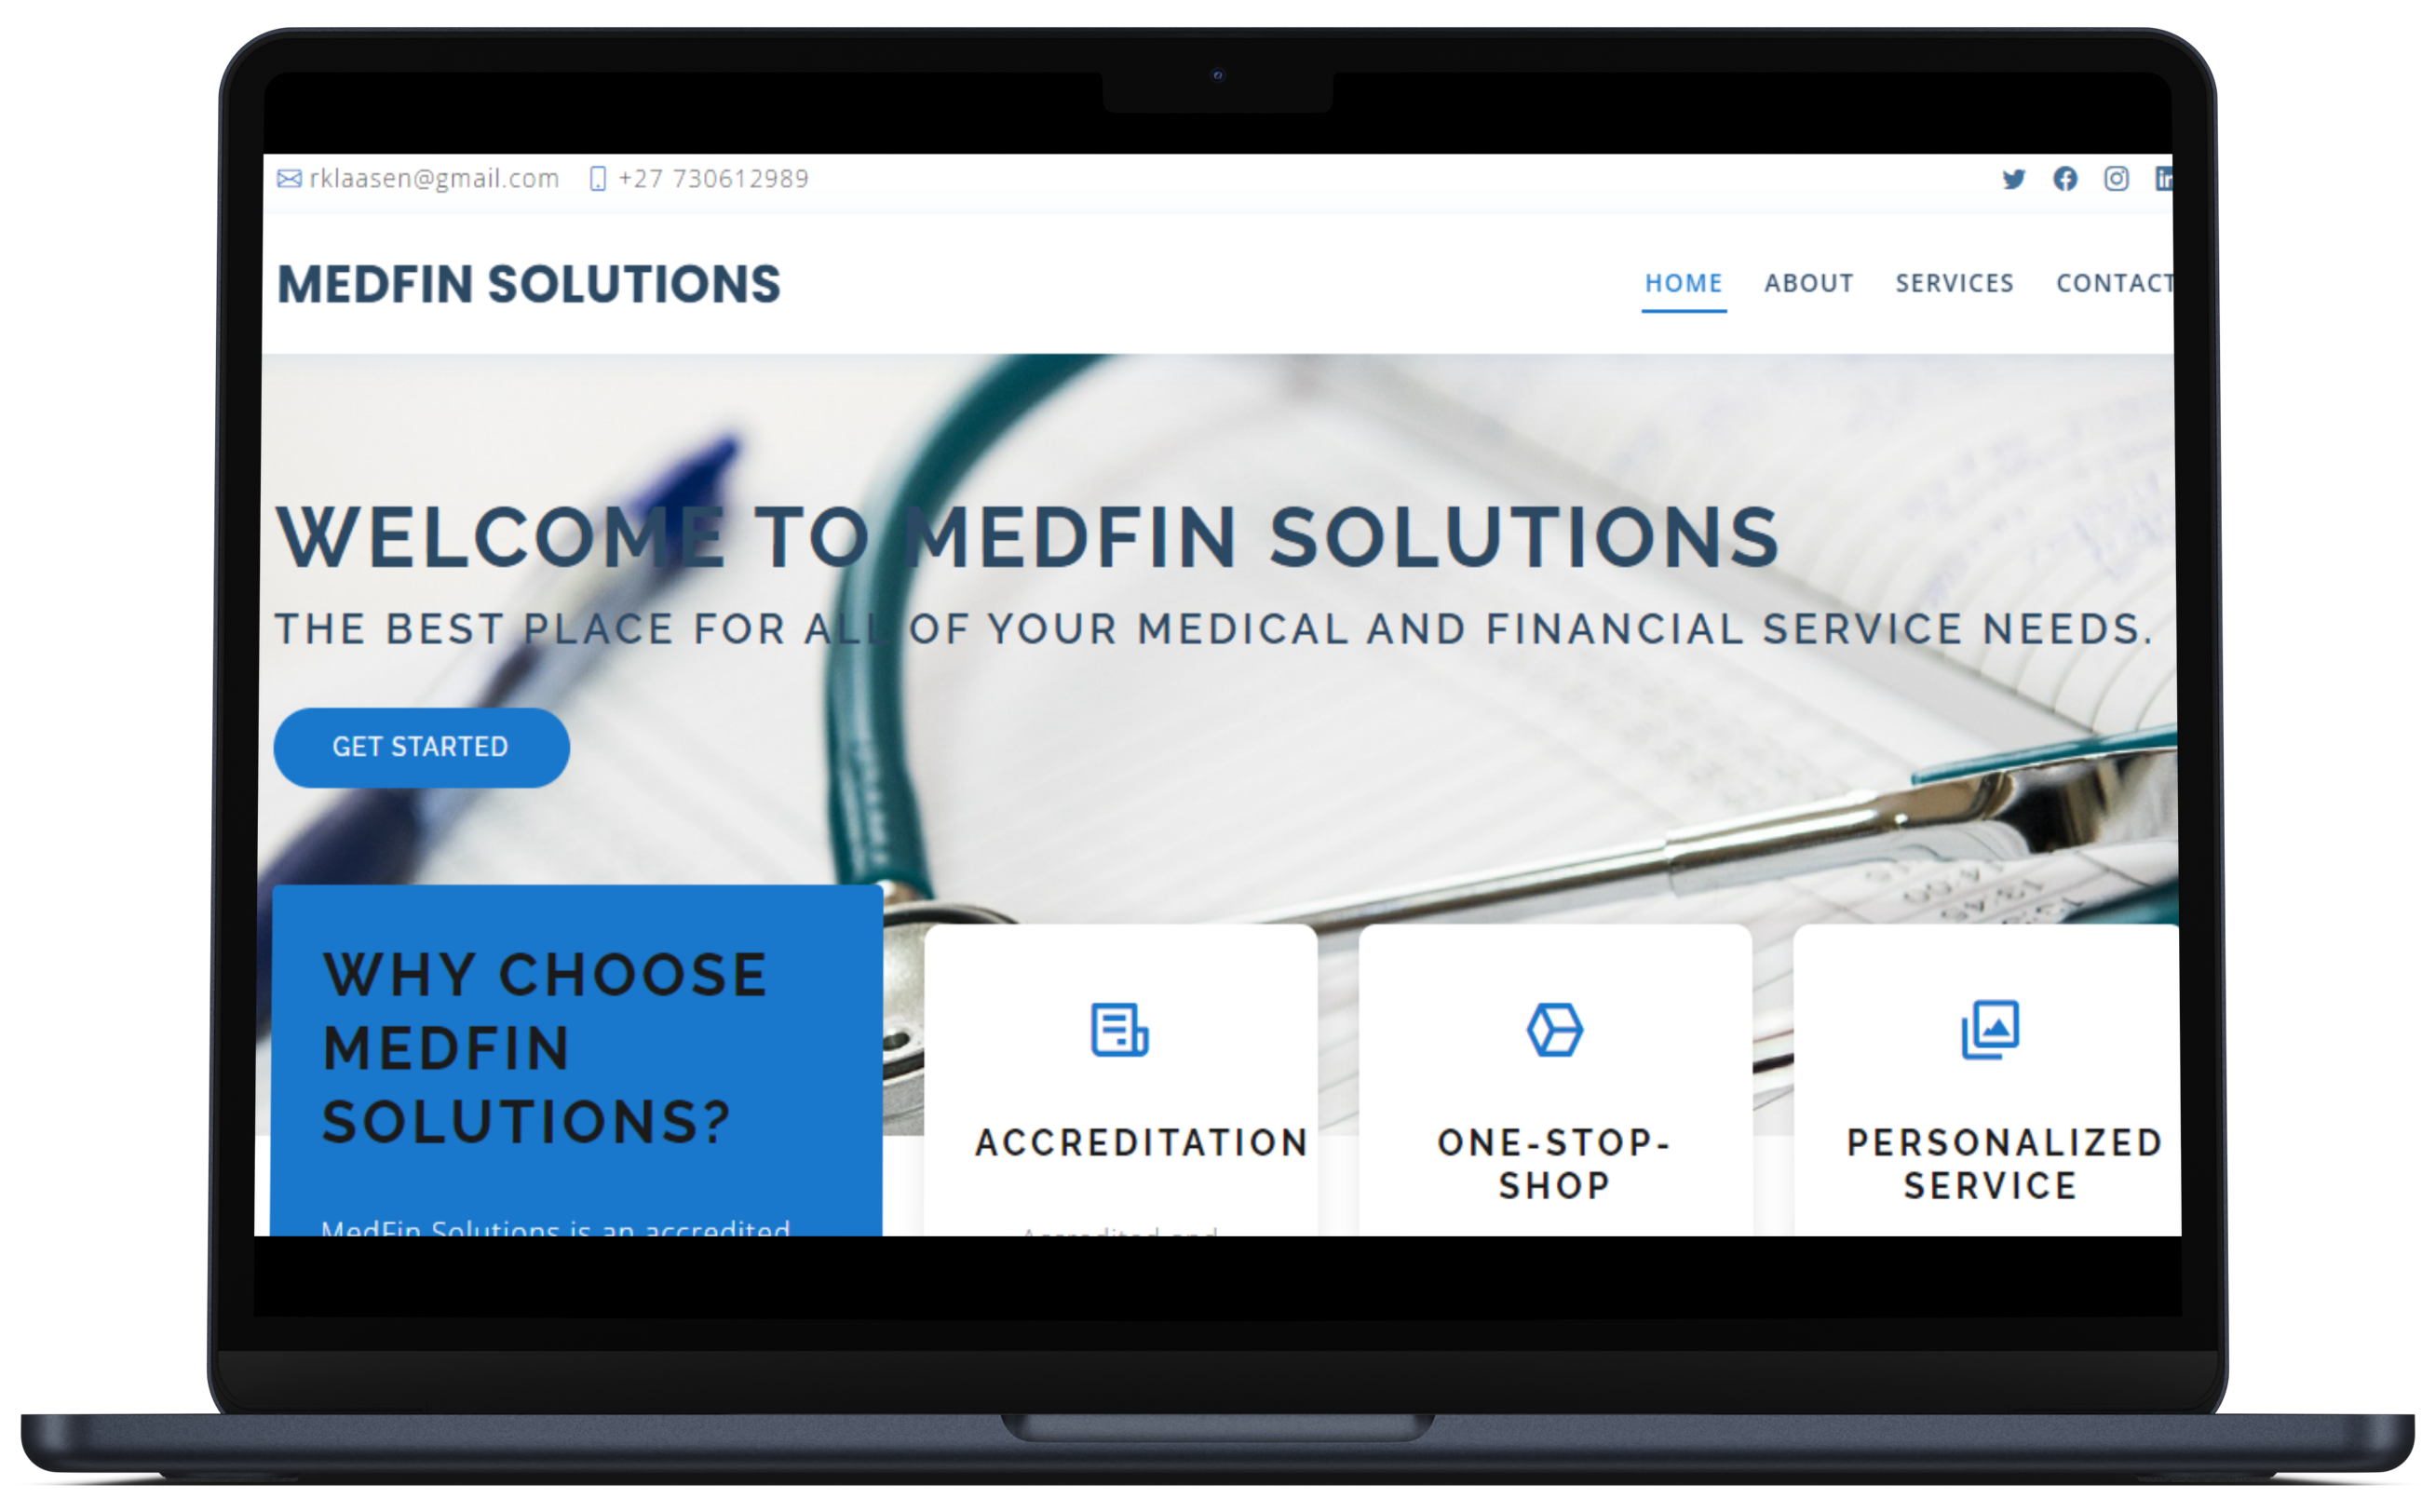 rklaasen@gmail.com +27 730612989
MEDFIN SOLUTIONS
HOME ABOUT SERVICES CONTACT
WELCOME TO MEDFIN SOLUTIONS
THE BEST PLACE FOR ALL OF YOUR MEDICAL AND FINANCIAL SERVICE NEEDS.
GET STARTED
WHY CHOOSE
MEDFIN
SOLUTIONS?
MedFin Solutions is an accredited
ACCREDITATION
Accredited and
ONE-STOP-
SHOP
PERSONALIZED
SERVICE